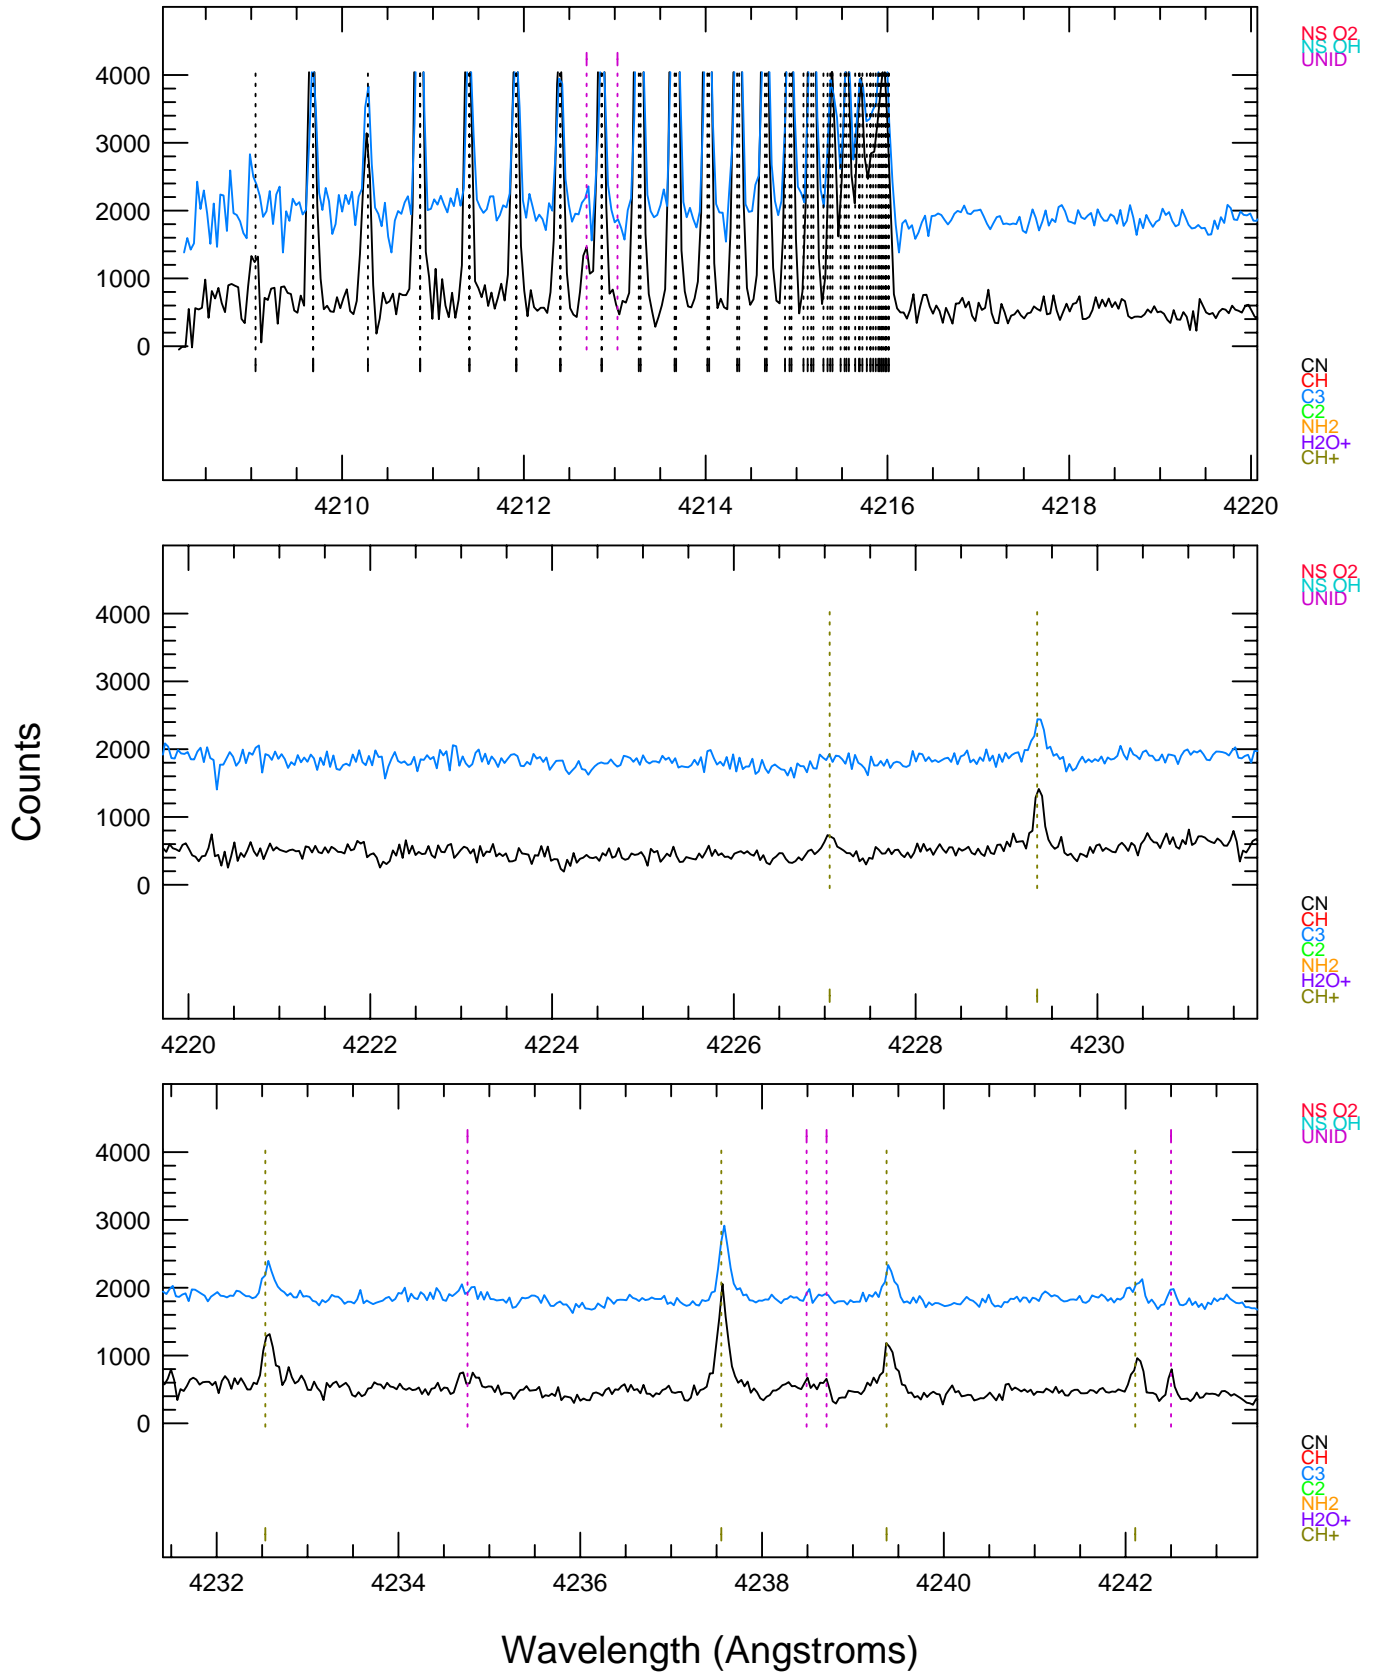 4000
3000
2000
1000
0
4210
4212
4214
4216
4218
4220
NS O2
NS OH
UNID
CN
CH
C3
C2
NH2
H2O+
CH+
4000
3000
2000
1000
0
4220
4222
4224
4226
4228
4230
NS O2
NS OH
UNID
CN
CH
C3
C2
NH2
H2O+
CH+
Counts
4000
3000
2000
1000
0
4232
4234
4236
4238
4240
4242
NS O2
NS OH
UNID
CN
CH
C3
C2
NH2
H2O+
CH+
Wavelength (Angstroms)